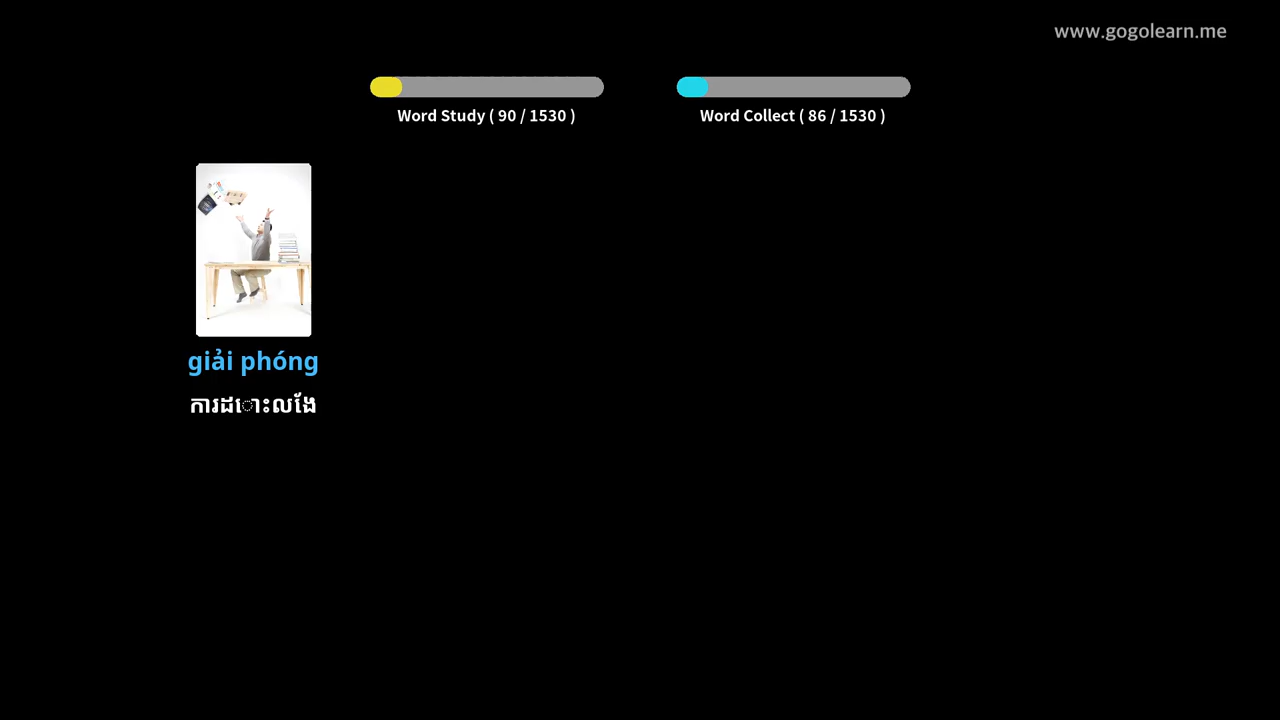 www.gogolearn.me
Word Study ( 90 / 1530 )
Word Collect ( 86 / 1530 )
giải phóng
ការដោះលែង